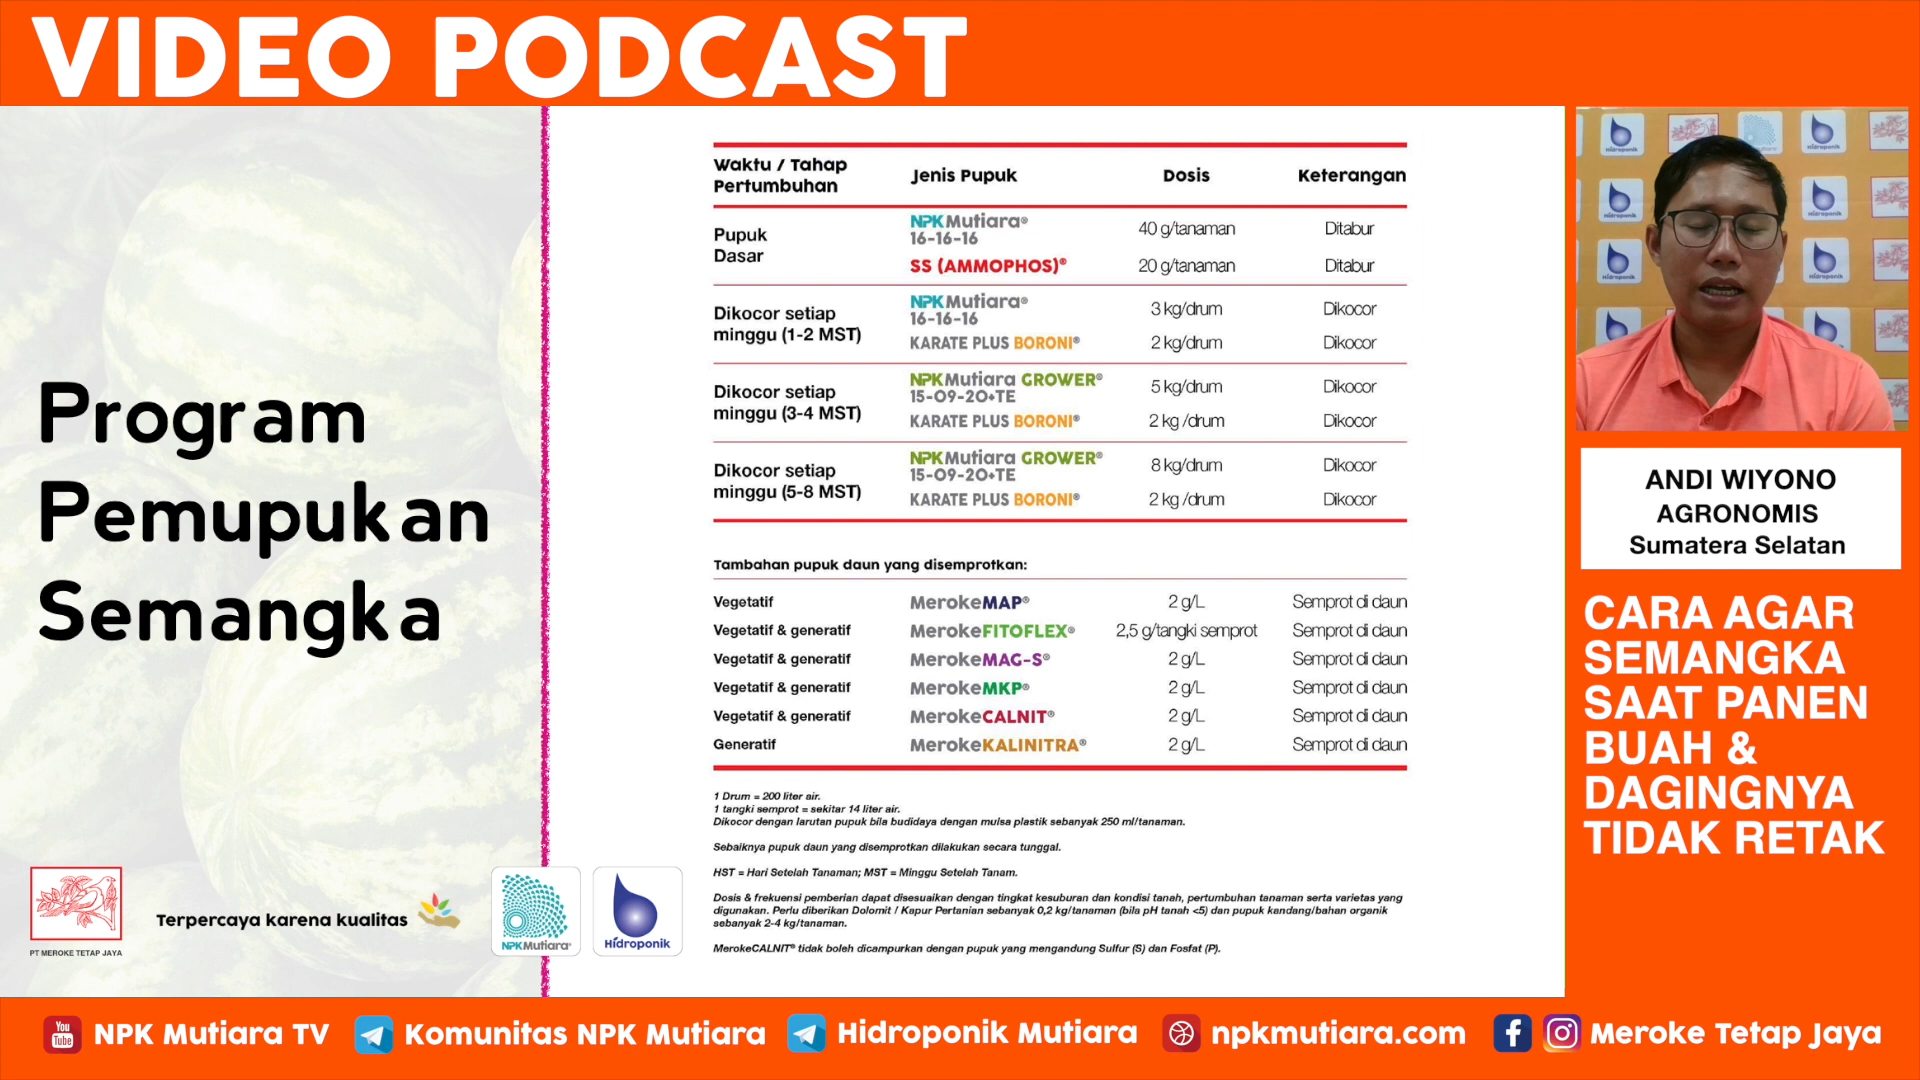 VIDEO PODCAST
Program
Pemupukan
Semangka
PT MEROKE TETAP JAYA
Terpercaya karena kualitas
NPKMutiara®
Hidroponik
Waktu / Tahap
Pertumbuhan
Jenis Pupuk
Dosis
Keterangan
Pupuk
Dasar
NPKMutiara®
16-16-16
40 g/tanaman
Ditabur
SS (AMMOPHOS)®
20 g/tanaman
Ditabur
Dikocor setiap
minggu (1-2 MST)
NPKMutiara®
16-16-16
3 kg/drum
Dikocor
KARATE PLUS BORONI®
2 kg/drum
Dikocor
Dikocor setiap
minggu (3-4 MST)
NPKMutiara GROWER®
15-09-20+TE
5 kg/drum
Dikocor
KARATE PLUS BORONI®
2 kg /drum
Dikocor
Dikocor setiap
minggu (5-8 MST)
NPKMutiara GROWER®
15-09-20+TE
8 kg/drum
Dikocor
KARATE PLUS BORONI®
2 kg /drum
Dikocor
Tambahan pupuk daun yang disemprotkan:
Vegetatif MerokeMAP® 2 g/L Semprot di daun
Vegetatif & generatif MerokeFITOFLEX® 2,5 g/tangki semprot Semprot di daun
Vegetatif & generatif MerokeMAG-S® 2 g/L Semprot di daun
Vegetatif & generatif MerokeMKP® 2 g/L Semprot di daun
Vegetatif & generatif MerokeCALNIT® 2 g/L Semprot di daun
Generatif MerokeKALINITRA® 2 g/L Semprot di daun
1 Drum = 200 liter air.
1 tangki semprot = sekitar 14 liter air.
Dikocor dengan larutan pupuk bila budidaya dengan mulsa plastik sebanyak 250 ml/tanaman.
Sebaiknya pupuk daun yang disemprotkan dilakukan secara tunggal.
HST = Hari Setelah Tanaman; MST = Minggu Setelah Tanam.
Dosis & frekuensi pemberian dapat disesuaikan dengan tingkat kesuburan dan kondisi tanah, pertumbuhan tanaman serta varietas yang
digunakan. Perlu diberikan Dolomit / Kapur Pertanian sebanyak 0,2 kg/tanaman (bila pH tanah <5) dan pupuk kandang/bahan organik
sebanyak 2-4 kg/tanaman.
MerokeCALNIT® tidak boleh dicampurkan dengan pupuk yang mengandung Sulfur (S) dan Fosfat (P).
Hidroponik
Hidroponik
Hidroponik
Hidroponik
Hidroponik
Hidroponik
ANDI WIYONO
AGRONOMIS
Sumatera Selatan
CARA AGAR
SEMANGKA
SAAT PANEN
BUAH &
DAGINGNYA
TIDAK RETAK
You
Tube
NPK Mutiara TV
Komunitas NPK Mutiara
Hidroponik Mutiara
npkmutiara.com
Meroke Tetap Jaya